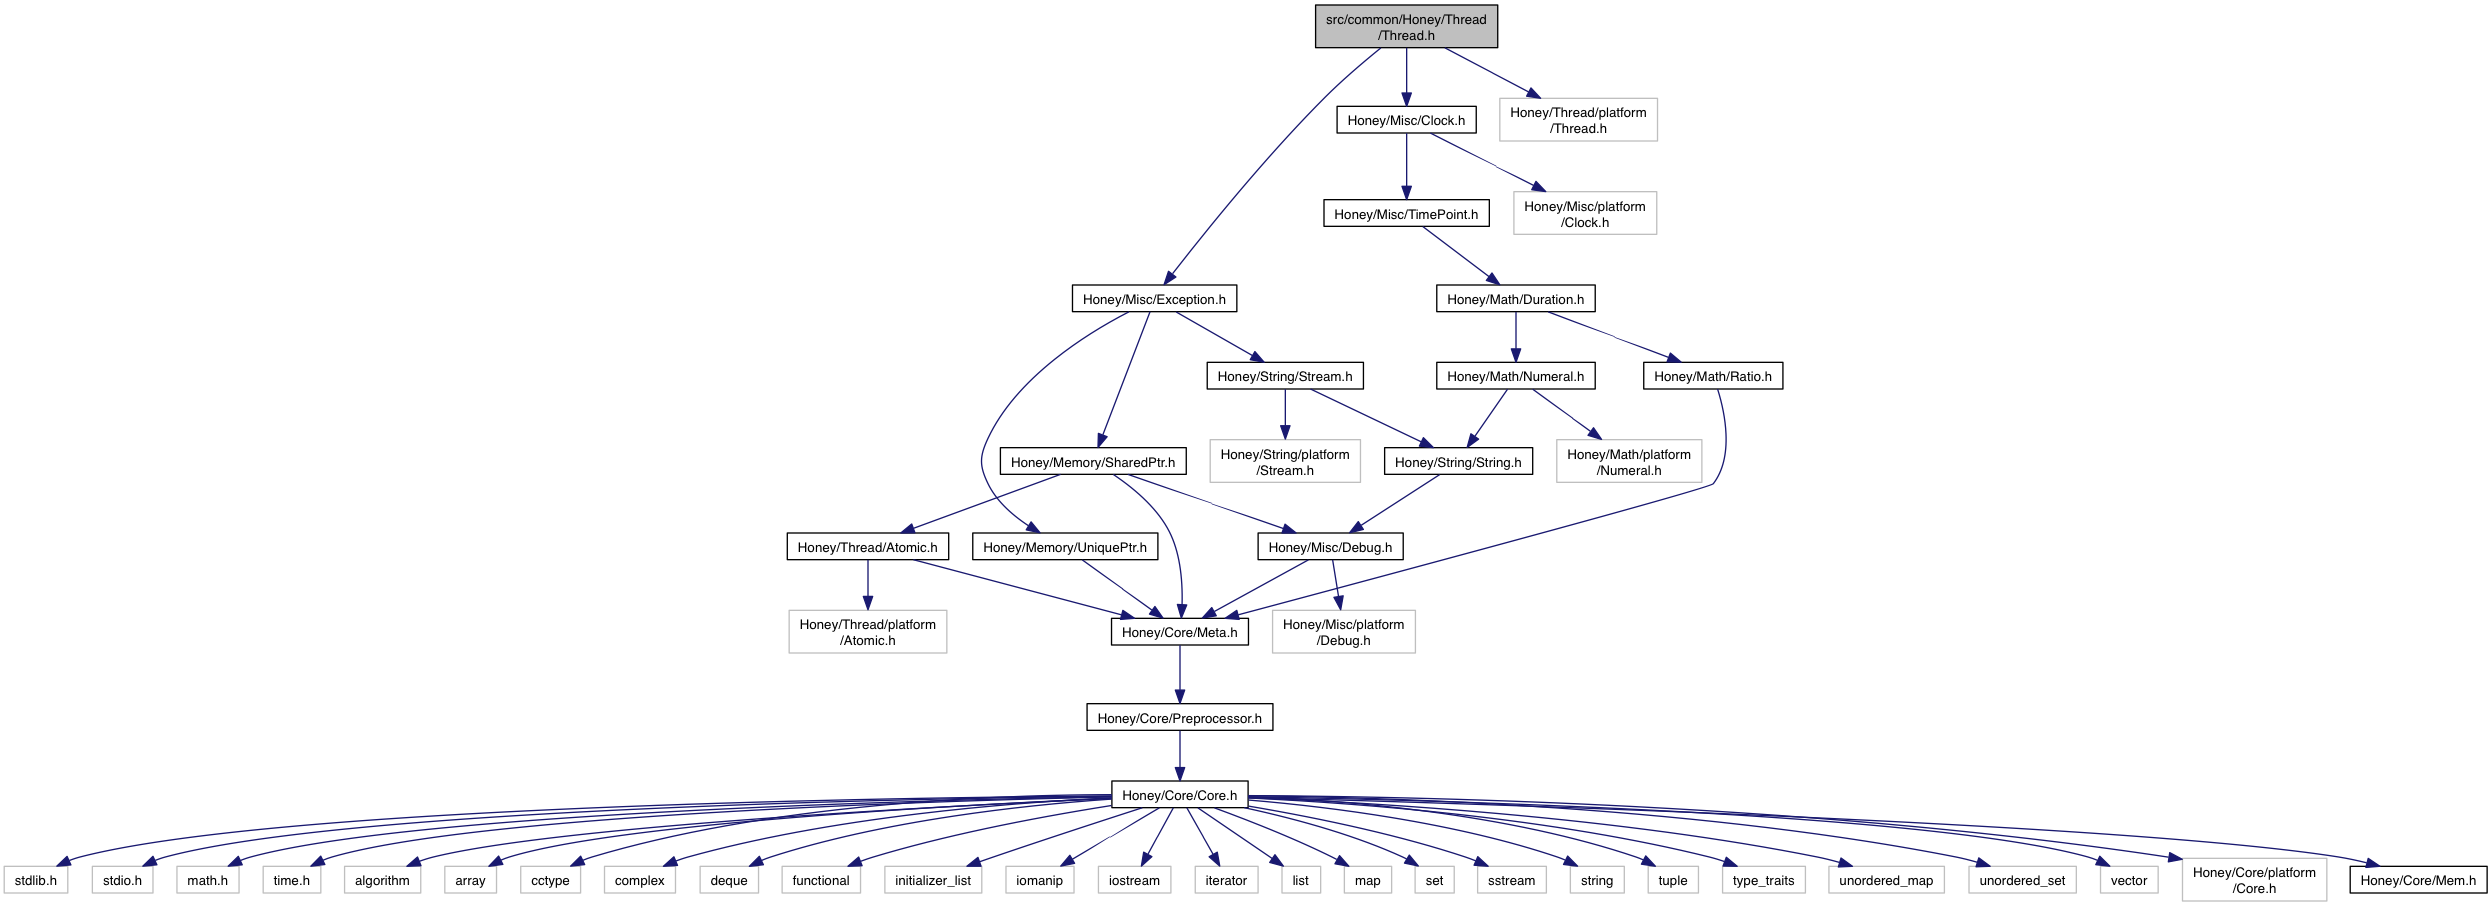 src/common/Honey/Thread
/Thread.h
Honey/Misc/Clock.h
Honey/Thread/platform
/Thread.h
Honey/Misc/TimePoint.h
Honey/Misc/platform
/Clock.h
Honey/Misc/Exception.h
Honey/Math/Duration.h
Honey/String/Stream.h
Honey/Math/Numeral.h
Honey/Math/Ratio.h
Honey/Memory/SharedPtr.h
Honey/String/platform
/Stream.h
Honey/String/String.h
Honey/Math/platform
/Numeral.h
Honey/Thread/Atomic.h
Honey/Memory/UniquePtr.h
Honey/Misc/Debug.h
Honey/Thread/platform
/Atomic.h
Honey/Core/Meta.h
Honey/Misc/platform
/Debug.h
Honey/Core/Preprocessor.h
Honey/Core/Core.h
stdlib.h
stdio.h
math.h
time.h
algorithm
array
cctype
complex
deque
functional
initializer_list
iomanip
iostream
iterator
list
map
set
sstream
string
tuple
type_traits
unordered_map
unordered_set
vector
Honey/Core/platform
/Core.h
Honey/Core/Mem.h